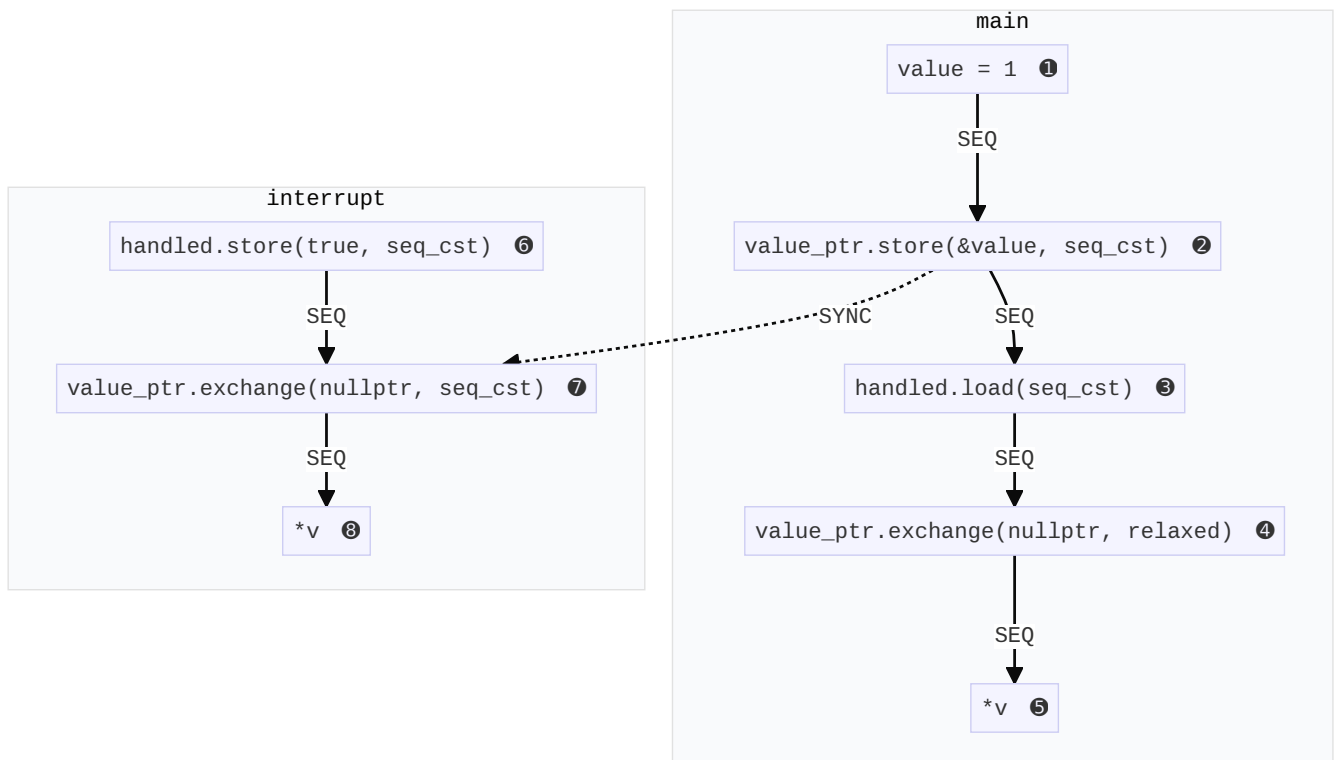 main
value = 1 ❶
SEQ
interrupt
handled.store(true, seq_cst) ❻
value_ptr.store(&value, seq_cst) ❷
SEQ
SYNC
SEQ
value_ptr.exchange(nullptr, seq_cst) ❼
handled.load(seq_cst) ❸
SEQ
SEQ
*v ❽
value_ptr.exchange(nullptr, relaxed) ❹
SEQ
*v ❺